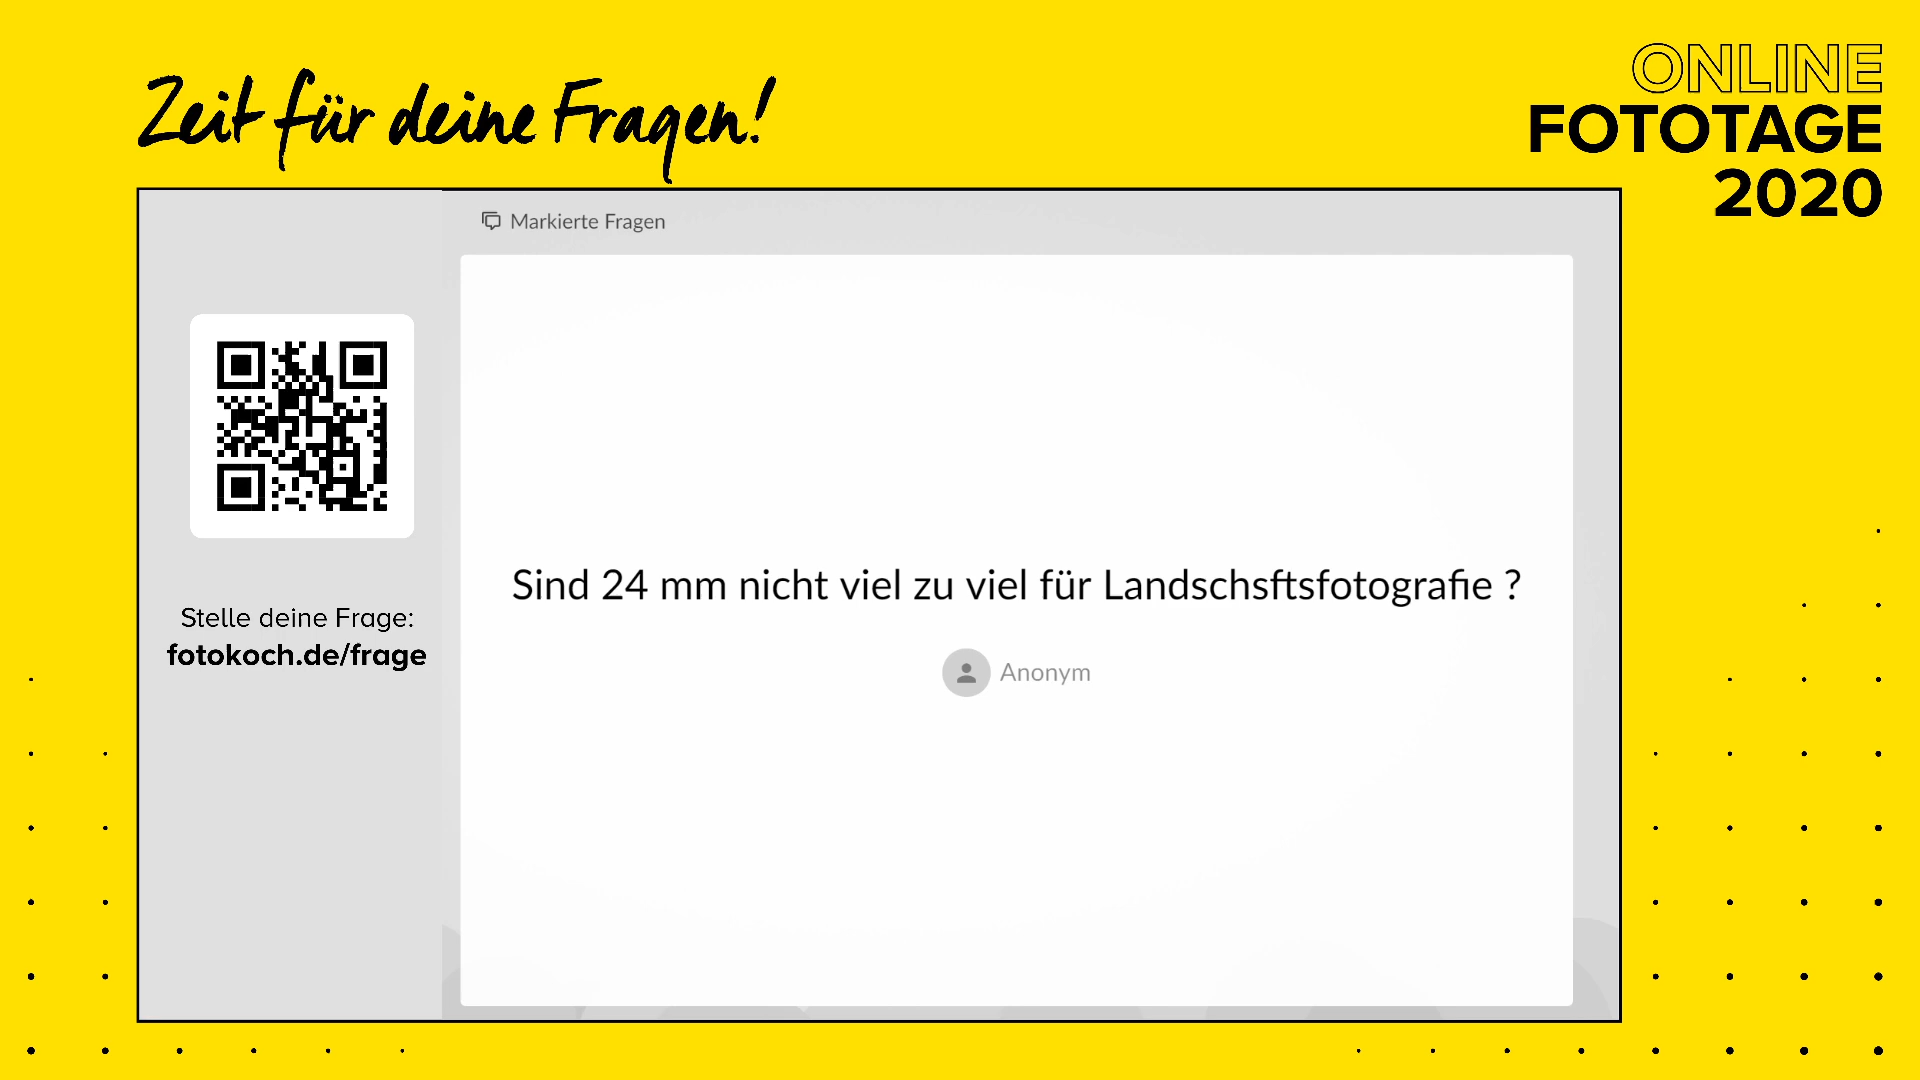 Zeit für deine Fragen!
ONLINE
FOTOTAGE
2020
Markierte Fragen
Stelle deine Frage:
fotokoch.de/frage
Sind 24 mm nicht viel zu viel für Landschsftsfotografie ?
Anonym